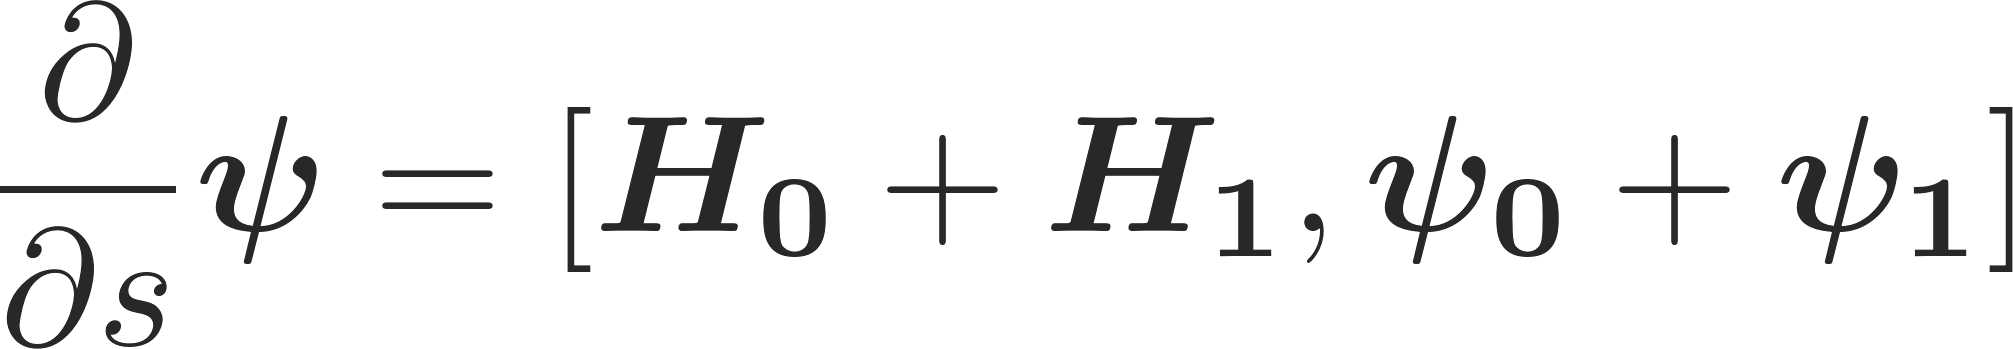 ∂/∂s 𝝍 = [𝑯₀ + 𝑯₁, 𝝍₀ + 𝝍₁]